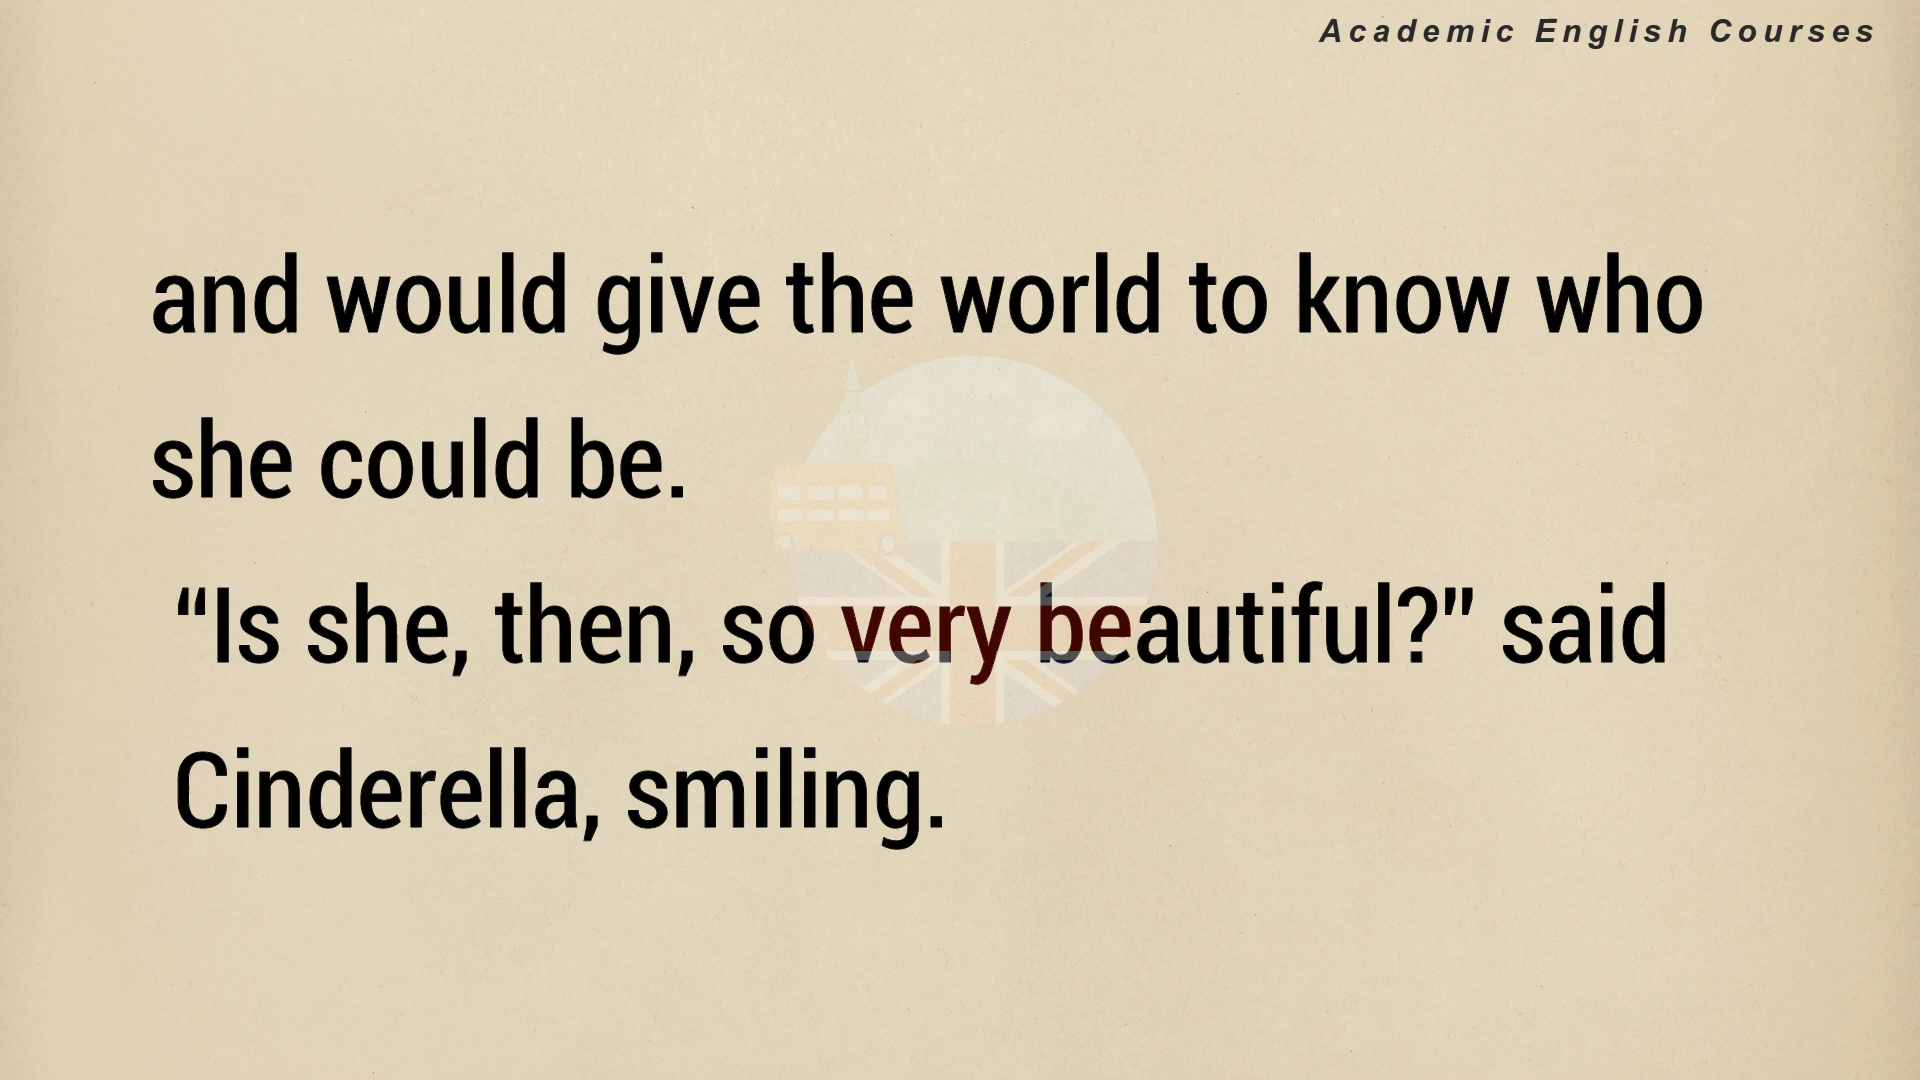 Academic English Courses
and would give the world to know who
she could be.
“Is she, then, so very beautiful?” said
Cinderella, smiling.